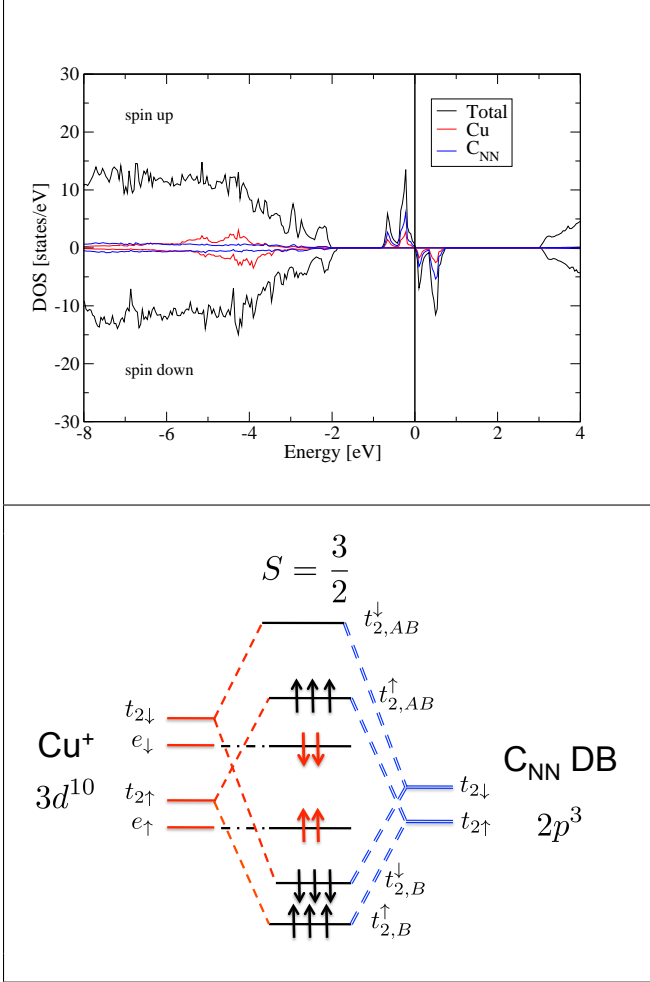 30
20
10
0
-10
-20
-30
DOS [states/eV]
spin up
spin down
Total
Cu
C_NN
-8 -6 -4 -2 0 2 4
Energy [eV]
S = 3/2
t↓2,AB
t↑2,AB
t2↓
e↓
Cu+
3d10
t2↑
e↑
t2↓
C_NN DB
t2↑
2p3
t↓2,B
t↑2,B